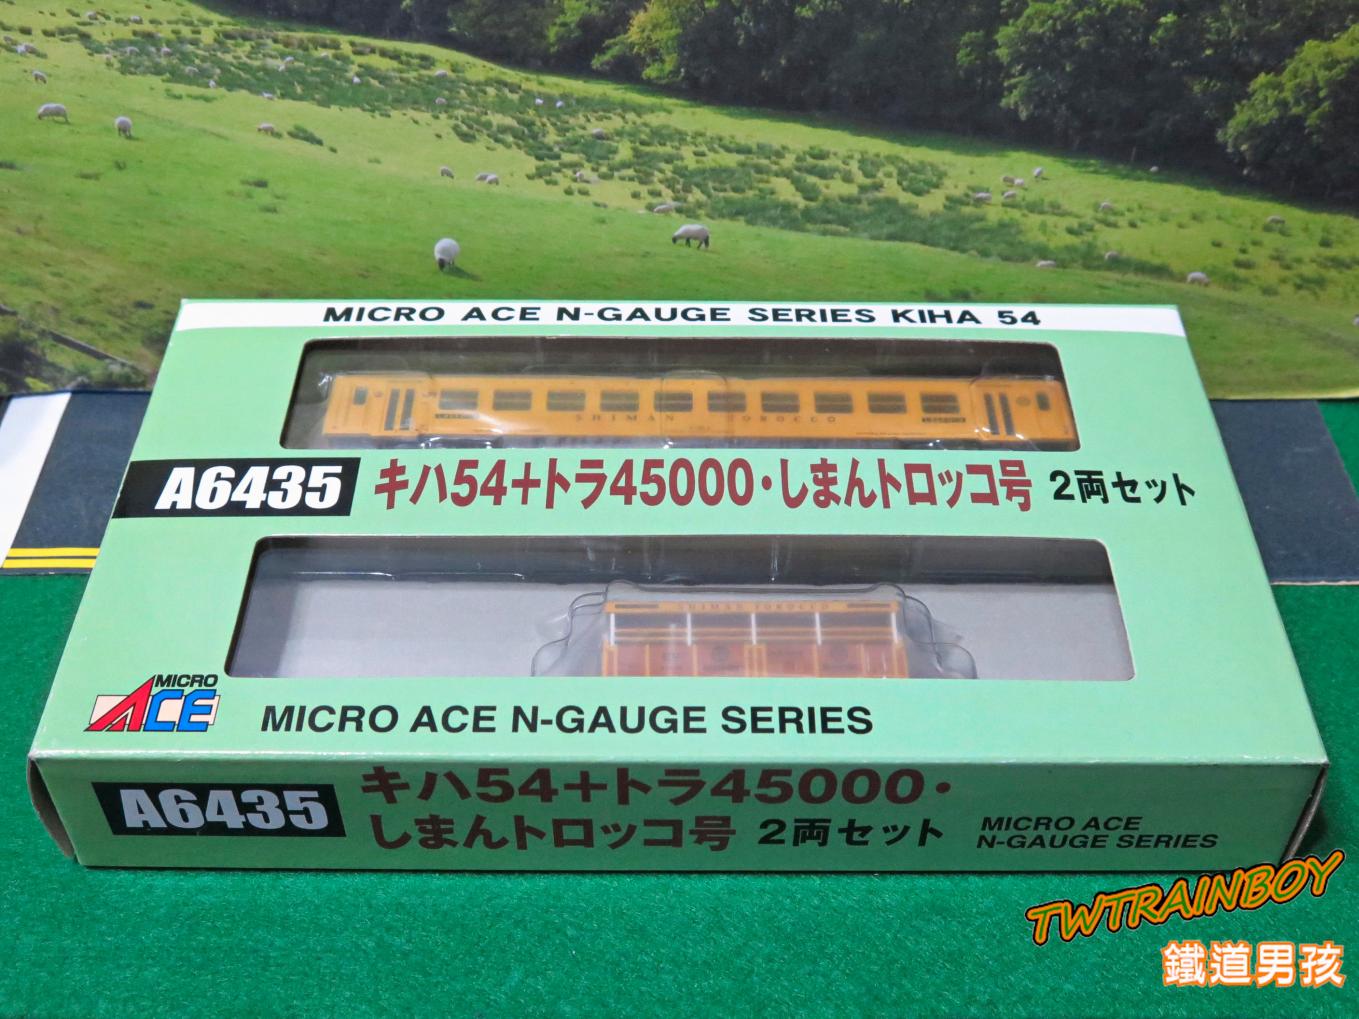 MICRO ACE N-GAUGE SERIES KIHA 54
SHIMAN TOROCCO
A6435 キハ54+トラ45000・しまんトロッコ号 2両セット
SHIMAN TOROCCO
MICRO ACE
MICRO ACE N-GAUGE SERIES
A6435
キハ54+トラ45000・
しまんトロッコ号 2両セット
MICRO ACE
N-GAUGE SERIES
TWTRAINBOY
鐵道男孩